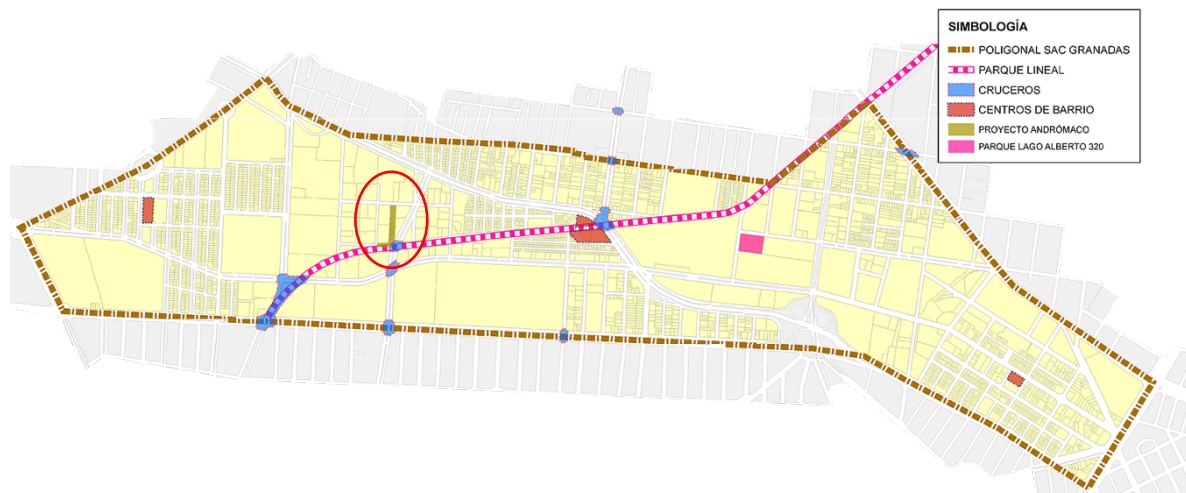 SIMBOLOGÍA
POLIGONAL SAC GRANADAS
PARQUE LINEAL
CRUCEROS
CENTROS DE BARRIO
PROYECTO ANDRÓMACO
PARQUE LAGO ALBERTO 320